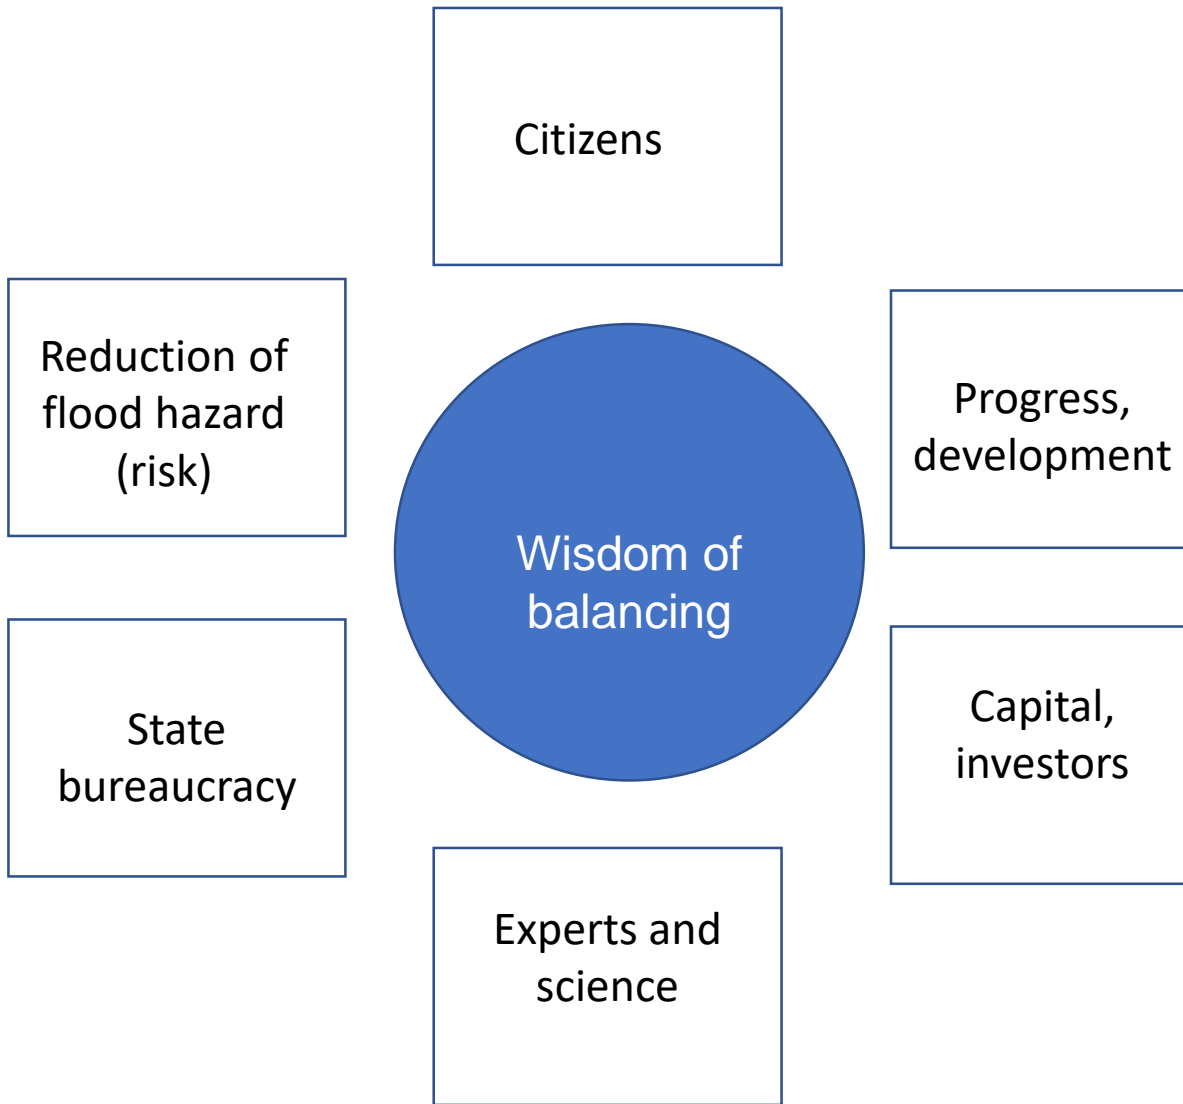 Citizens
Reduction of
flood hazard
(risk)
Progress,
development
Wisdom of
balancing
State
bureaucracy
Capital,
investors
Experts and
science